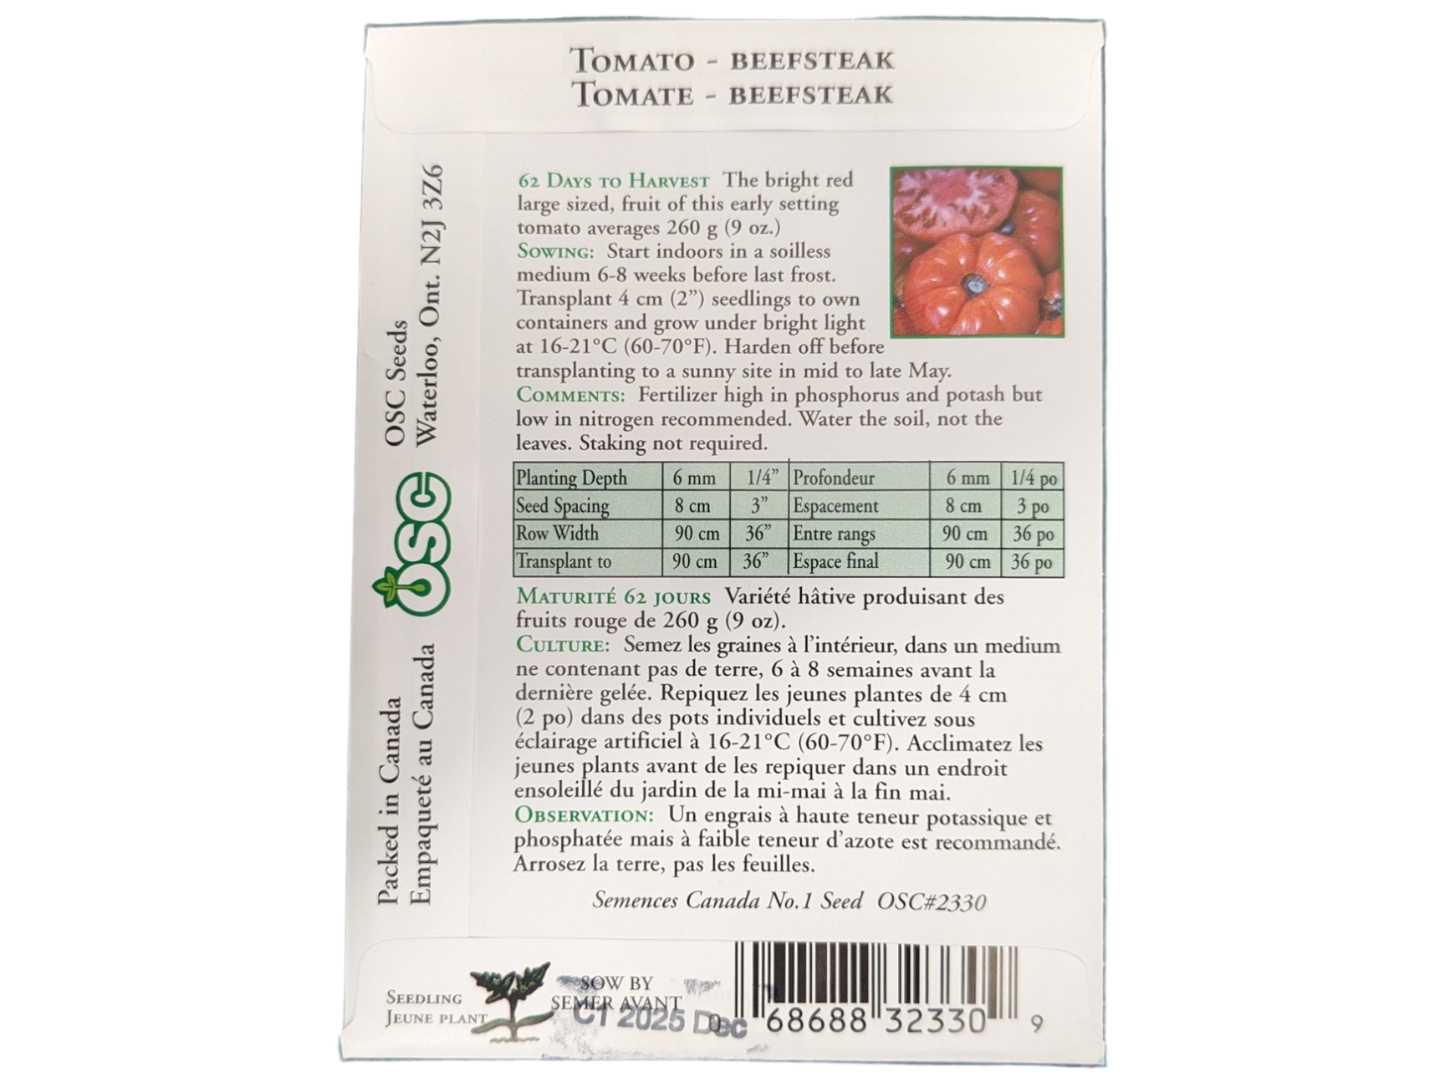 TOMATO - BEEFSTEAK
TOMATE - BEEFSTEAK
62 DAYS TO HARVEST The bright red
large sized, fruit of this early setting
tomato averages 260 g (9 oz.)
SOWING: Start indoors in a soilless
medium 6-8 weeks before last frost.
Transplant 4 cm (2”) seedlings to own
containers and grow under bright light
at 16-21°C (60-70°F). Harden off before
transplanting to a sunny site in mid to late May.
COMMENTS: Fertilizer high in phosphorus and potash but
low in nitrogen recommended. Water the soil, not the
leaves. Staking not required.
Planting Depth 6 mm 1/4” Profondeur 6 mm 1/4 po
Seed Spacing 8 cm 3” Espacement 8 cm 3 po
Row Width 90 cm 36” Entre rangs 90 cm 36 po
Transplant to 90 cm 36” Espace final 90 cm 36 po
MATURITÉ 62 JOURS Variété hâtive produisant des
fruits rouge de 260 g (9 oz).
CULTURE: Semez les graines à l’intérieur, dans un medium
ne contenant pas de terre, 6 à 8 semaines avant la
dernière gelée. Repiquez les jeunes plantes de 4 cm
(2 po) dans des pots individuels et cultivez sous
éclairage artificiel à 16-21°C (60-70°F). Acclimatez les
jeunes plants avant de les repiquer dans un endroit
ensoleillé du jardin de la mi-mai à la fin mai.
OBSERVATION: Un engrais à haute teneur potassique et
phosphatée mais à faible teneur d’azote est recommandé.
Arrosez la terre, pas les feuilles.
Semences Canada No.1 Seed OSC#2330
OSC Seeds
Waterloo, Ont. N2J 3Z6
OSC
Packed in Canada
Empaqueté au Canada
SEEDLING
JEUNE PLANT
SOW BY
SEMER AVANT
CT 2025 Dec
68688 32330 9